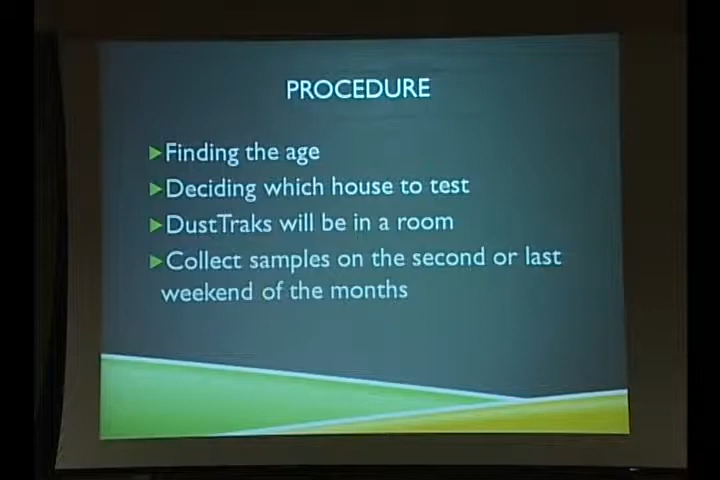 PROCEDURE
Finding the age
Deciding which house to test
DustTraks will be in a room
Collect samples on the second or last
weekend of the months